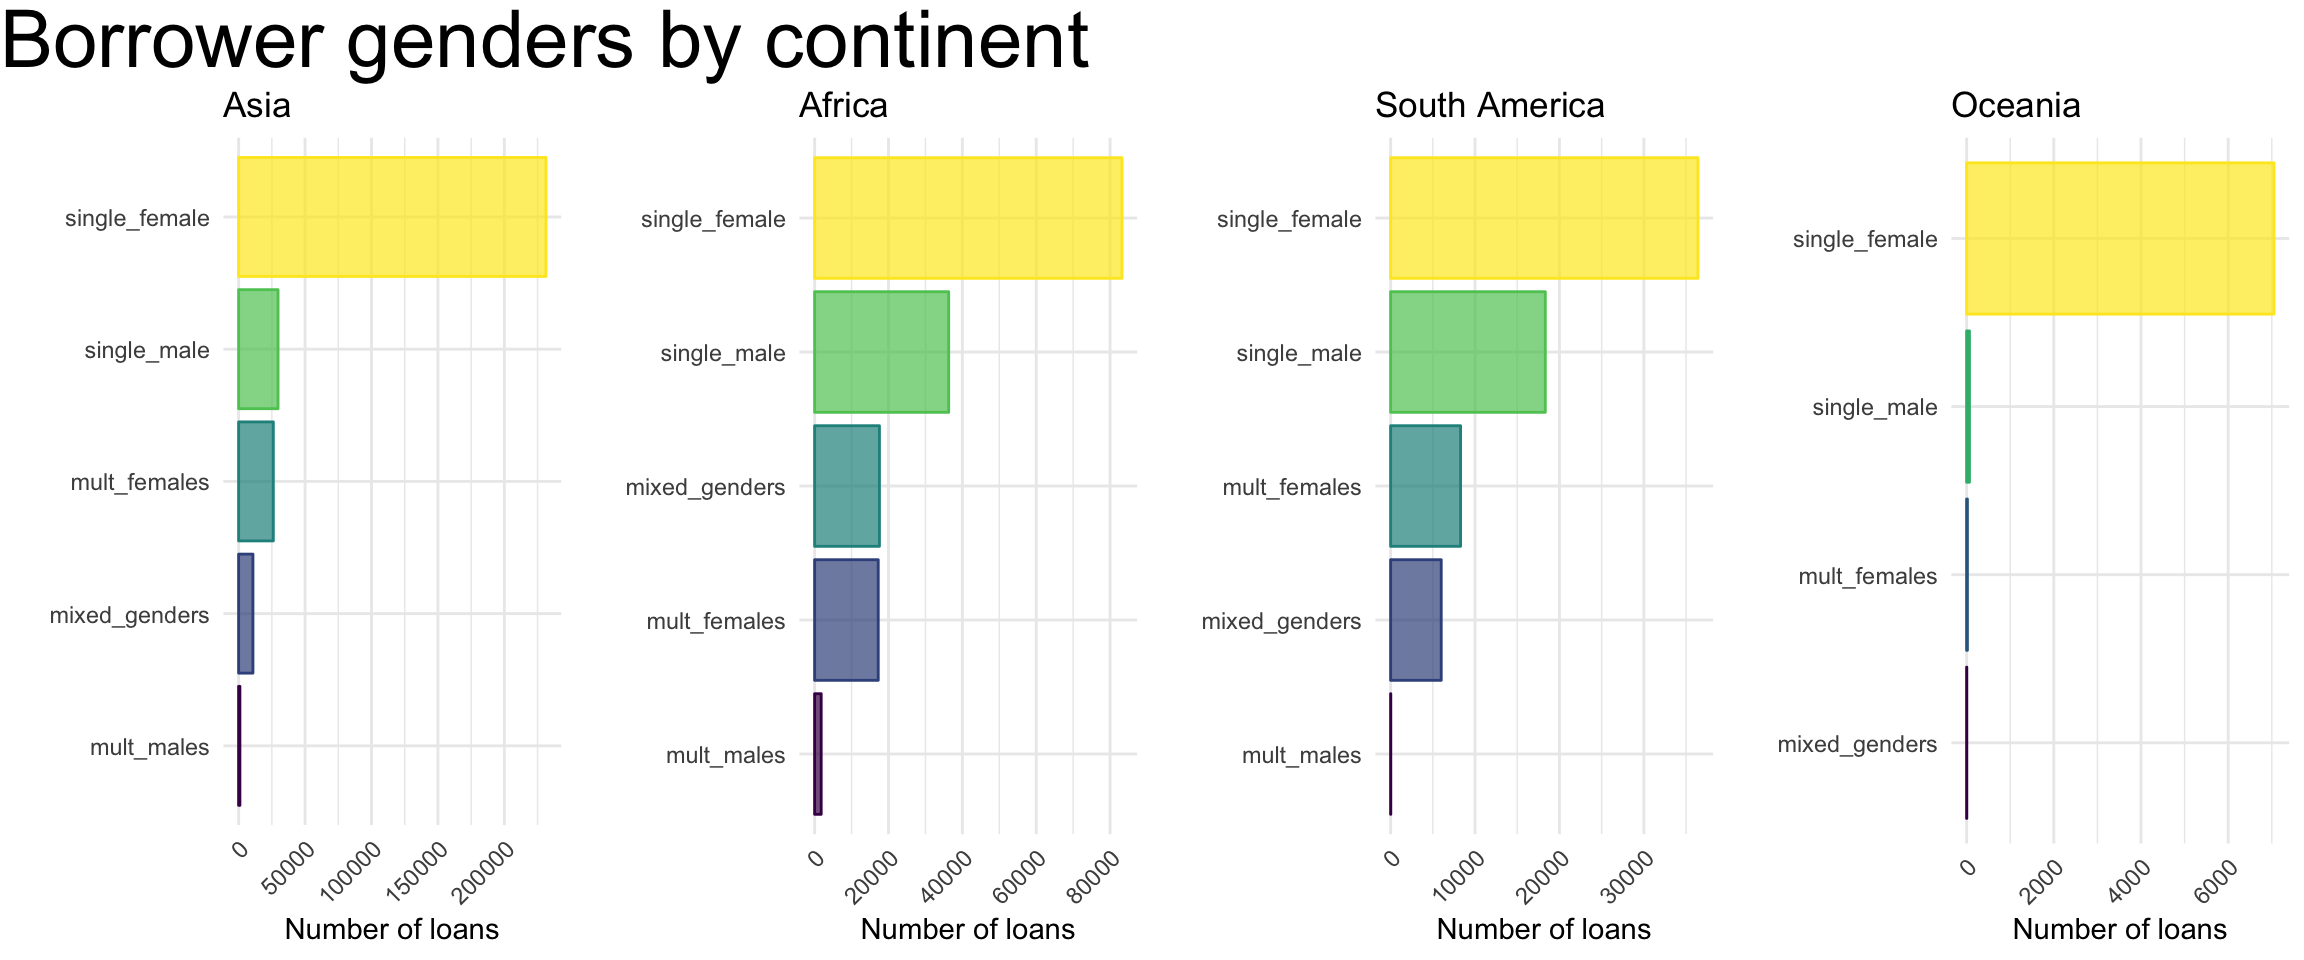 Borrower genders by continent
Asia
single_female
single_male
mult_females
mixed_genders
mult_males
0
50000
100000
150000
200000
Number of loans
Africa
single_female
single_male
mixed_genders
mult_females
mult_males
0
20000
40000
60000
80000
Number of loans
South America
single_female
single_male
mult_females
mixed_genders
mult_males
0
10000
20000
30000
Number of loans
Oceania
single_female
single_male
mult_females
mixed_genders
0
2000
4000
6000
Number of loans